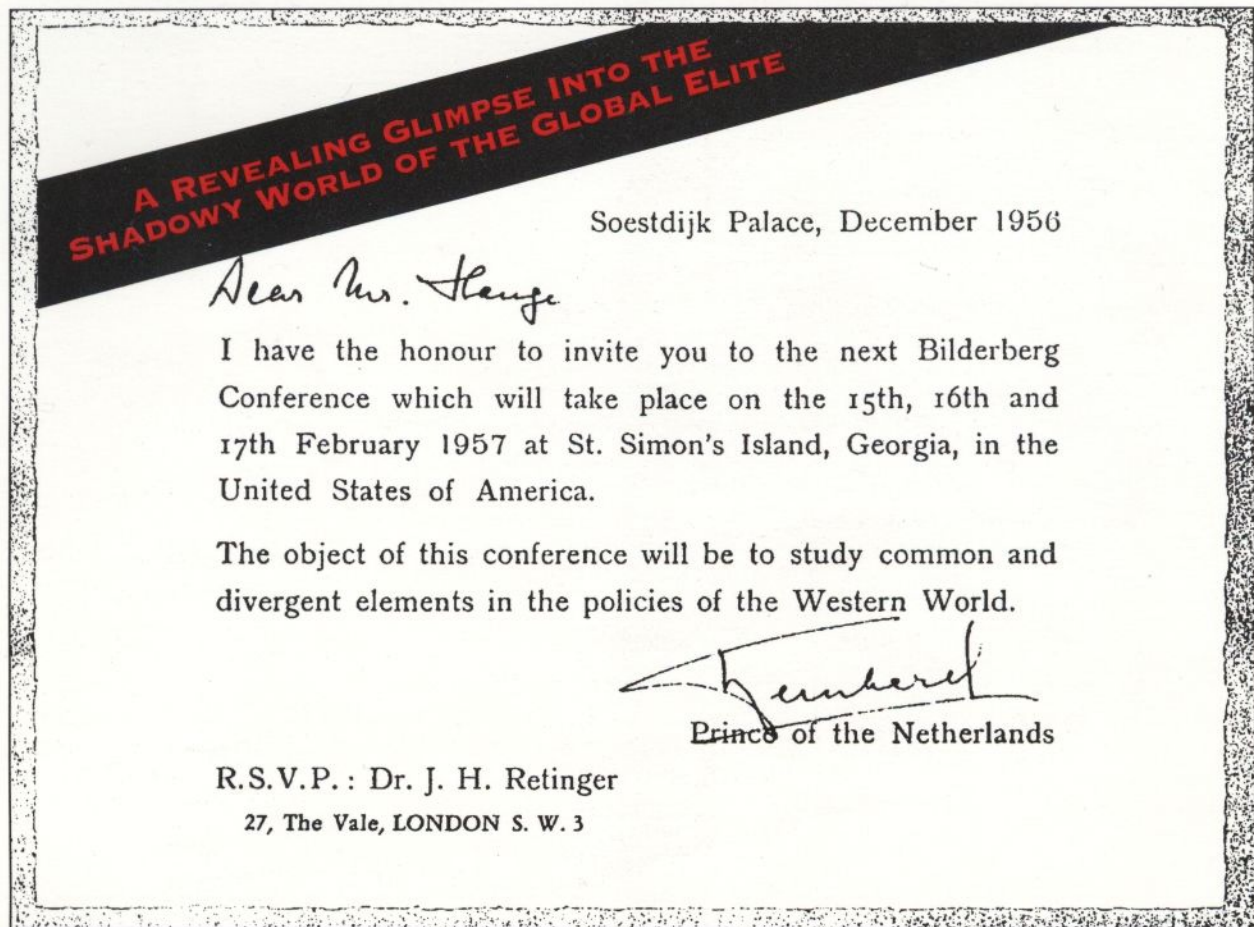 A REVEALING GLIMPSE INTO THE
SHADOWY WORLD OF THE GLOBAL ELITE
Soestdijk Palace, December 1956
Dear Mr. Hauge
I have the honour to invite you to the next Bilderberg
Conference which will take place on the 15th, 16th and
17th February 1957 at St. Simon's Island, Georgia, in the
United States of America.
The object of this conference will be to study common and
divergent elements in the policies of the Western World.
Bernhard
Prince of the Netherlands
R.S.V.P.: Dr. J. H. Retinger
27, The Vale, LONDON S. W. 3